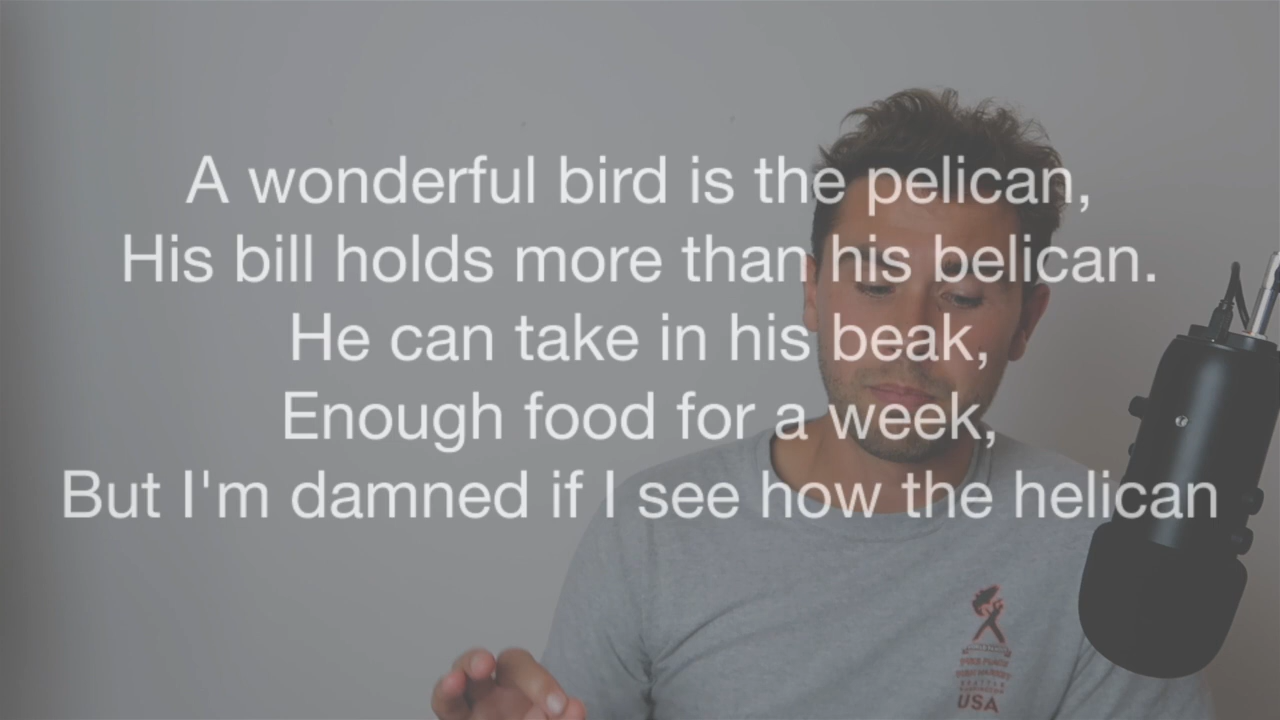 A wonderful bird is the pelican,
His bill holds more than his belican.
He can take in his beak,
Enough food for a week,
But I'm damned if I see how the helican
USA